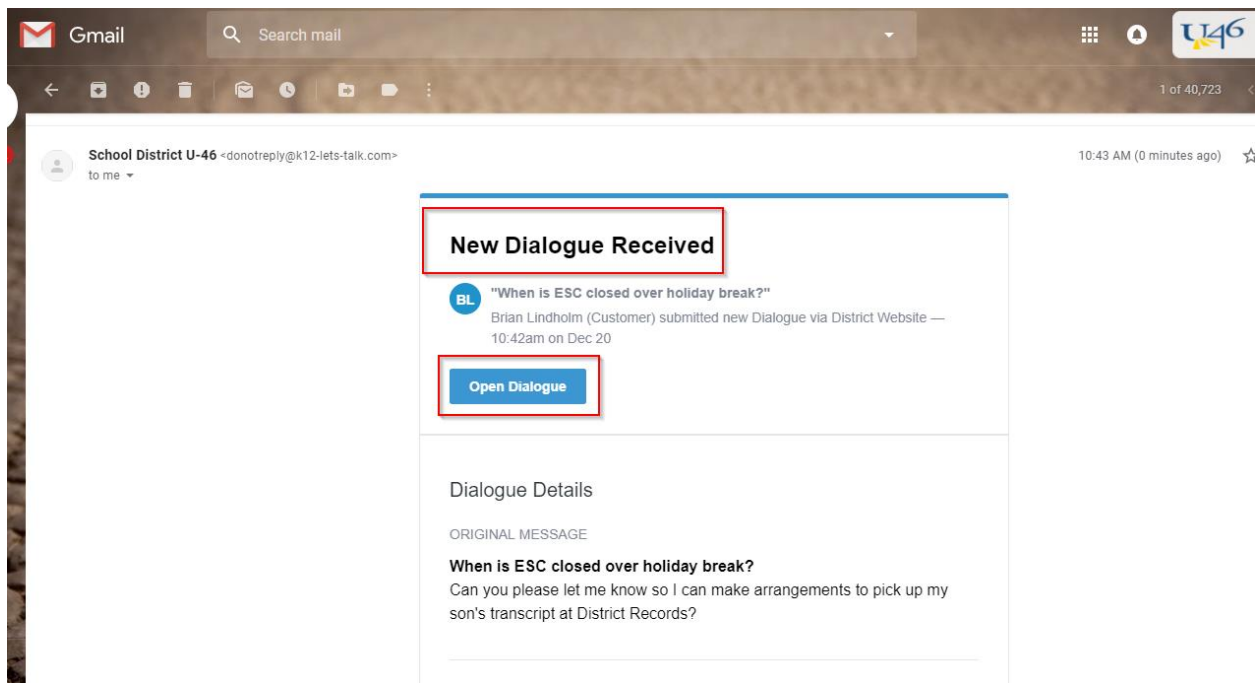 Gmail
Search mail
U46
1 of 40,723
School District U-46 <donotreply@k12-lets-talk.com>
10:43 AM (0 minutes ago)
to me
New Dialogue Received
BL
"When is ESC closed over holiday break?"
Brian Lindholm (Customer) submitted new Dialogue via District Website —
10:42am on Dec 20
Open Dialogue
Dialogue Details
ORIGINAL MESSAGE
When is ESC closed over holiday break?
Can you please let me know so I can make arrangements to pick up my
son's transcript at District Records?